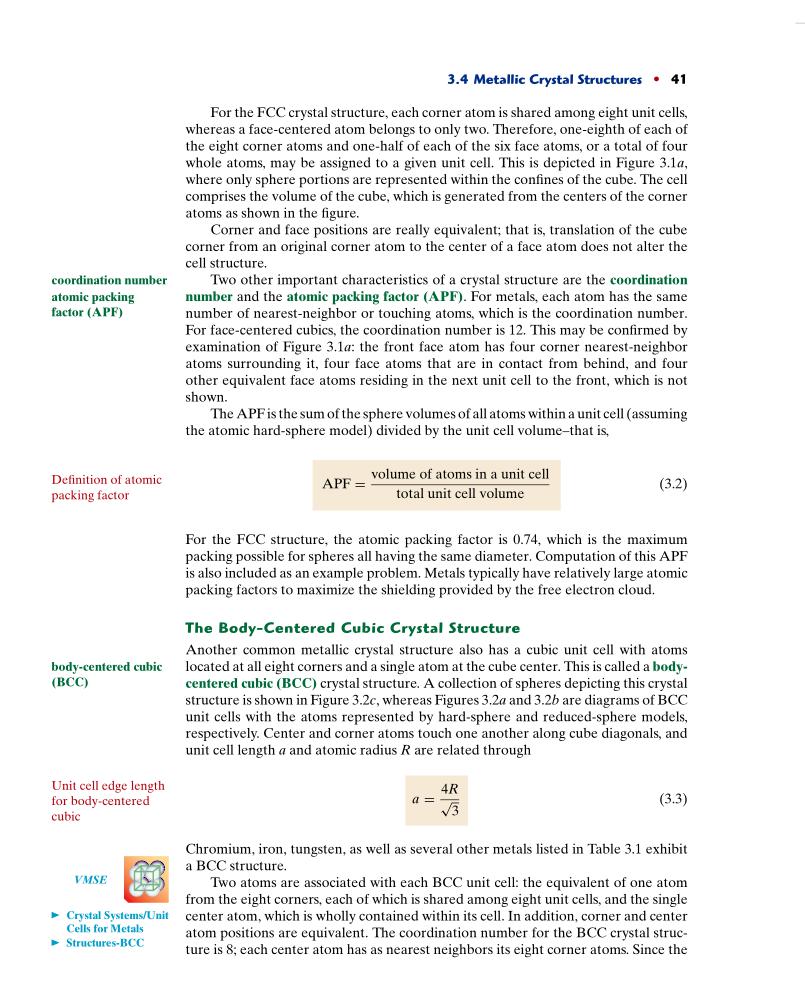 3.4 Metallic Crystal Structures • 41
For the FCC crystal structure, each corner atom is shared among eight unit cells,
whereas a face-centered atom belongs to only two. Therefore, one-eighth of each of
the eight corner atoms and one-half of each of the six face atoms, or a total of four
whole atoms, may be assigned to a given unit cell. This is depicted in Figure 3.1a,
where only sphere portions are represented within the confines of the cube. The cell
comprises the volume of the cube, which is generated from the centers of the corner
atoms as shown in the figure.
Corner and face positions are really equivalent; that is, translation of the cube
corner from an original corner atom to the center of a face atom does not alter the
cell structure.
coordination number
atomic packing
factor (APF)
Two other important characteristics of a crystal structure are the coordination
number and the atomic packing factor (APF). For metals, each atom has the same
number of nearest-neighbor or touching atoms, which is the coordination number.
For face-centered cubics, the coordination number is 12. This may be confirmed by
examination of Figure 3.1a: the front face atom has four corner nearest-neighbor
atoms surrounding it, four face atoms that are in contact from behind, and four
other equivalent face atoms residing in the next unit cell to the front, which is not
shown.
The APF is the sum of the sphere volumes of all atoms within a unit cell (assuming
the atomic hard-sphere model) divided by the unit cell volume–that is,
Definition of atomic
packing factor
APF = volume of atoms in a unit cell / total unit cell volume (3.2)
For the FCC structure, the atomic packing factor is 0.74, which is the maximum
packing possible for spheres all having the same diameter. Computation of this APF
is also included as an example problem. Metals typically have relatively large atomic
packing factors to maximize the shielding provided by the free electron cloud.
The Body-Centered Cubic Crystal Structure
body-centered cubic
(BCC)
Another common metallic crystal structure also has a cubic unit cell with atoms
located at all eight corners and a single atom at the cube center. This is called a body-
centered cubic (BCC) crystal structure. A collection of spheres depicting this crystal
structure is shown in Figure 3.2c, whereas Figures 3.2a and 3.2b are diagrams of BCC
unit cells with the atoms represented by hard-sphere and reduced-sphere models,
respectively. Center and corner atoms touch one another along cube diagonals, and
unit cell length a and atomic radius R are related through
Unit cell edge length
for body-centered
cubic
a = 4R / √3 (3.3)
Chromium, iron, tungsten, as well as several other metals listed in Table 3.1 exhibit
a BCC structure.
VMSE
► Crystal Systems/Unit
Cells for Metals
► Structures-BCC
Two atoms are associated with each BCC unit cell: the equivalent of one atom
from the eight corners, each of which is shared among eight unit cells, and the single
center atom, which is wholly contained within its cell. In addition, corner and center
atom positions are equivalent. The coordination number for the BCC crystal struc-
ture is 8; each center atom has as nearest neighbors its eight corner atoms. Since the